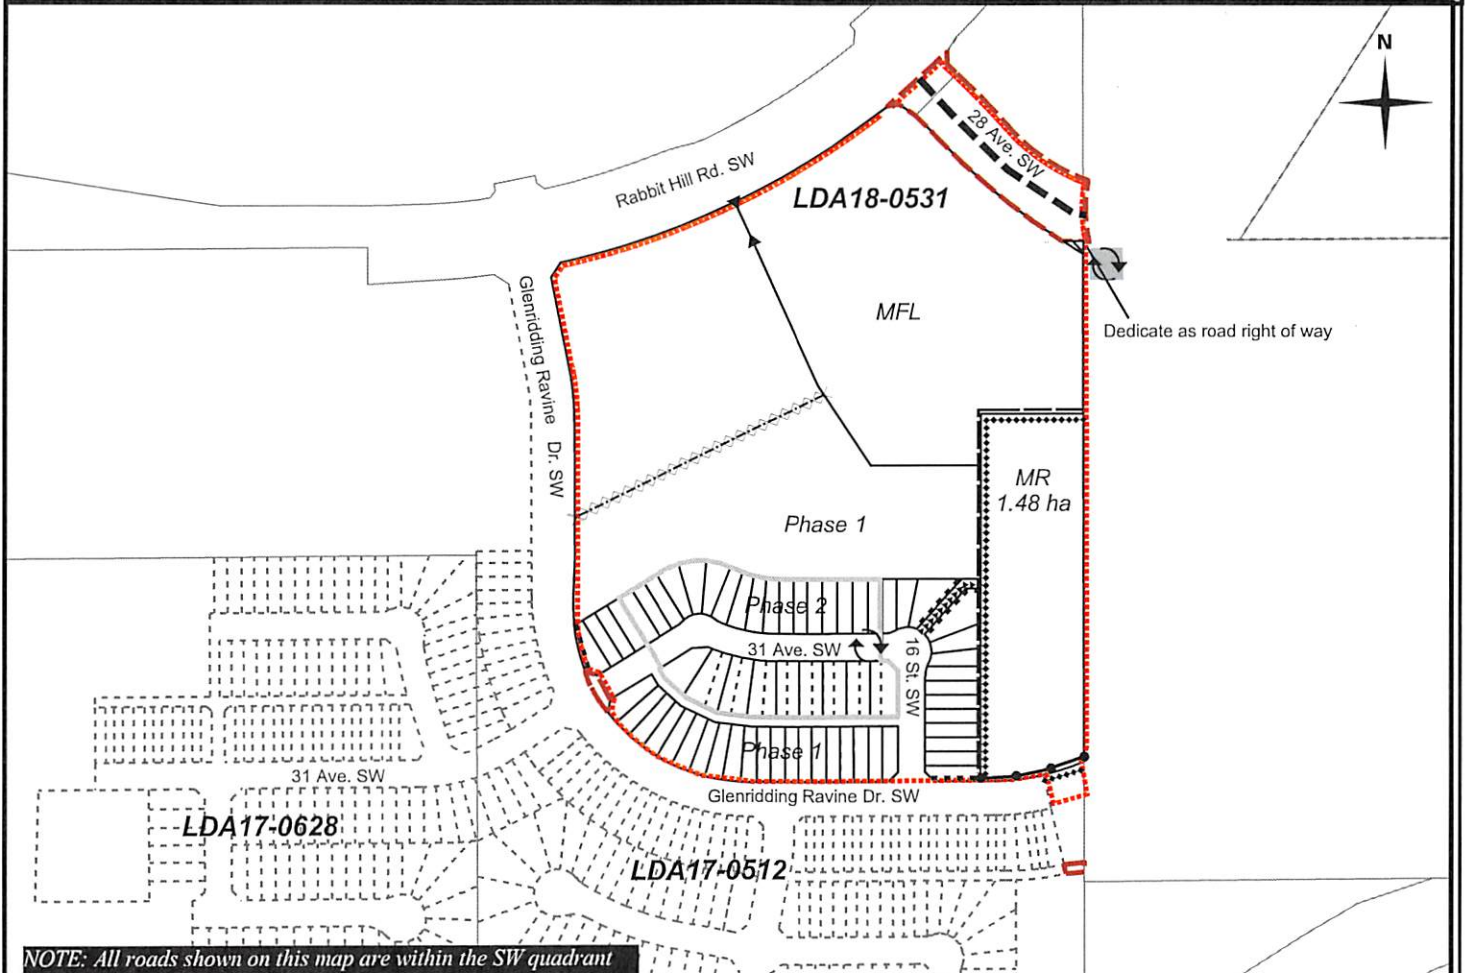 N
28 Ave. SW
Rabbit Hill Rd. SW
LDA18-0531
Glenridding Ravine Dr. SW
MFL
Dedicate as road right of way
MR
1.48 ha
Phase 1
Phase 2
31 Ave. SW
16 St. SW
Phase 1
31 Ave. SW
Glenridding Ravine Dr. SW
LDA17-0628
LDA17-0512
NOTE: All roads shown on this map are within the SW quadrant